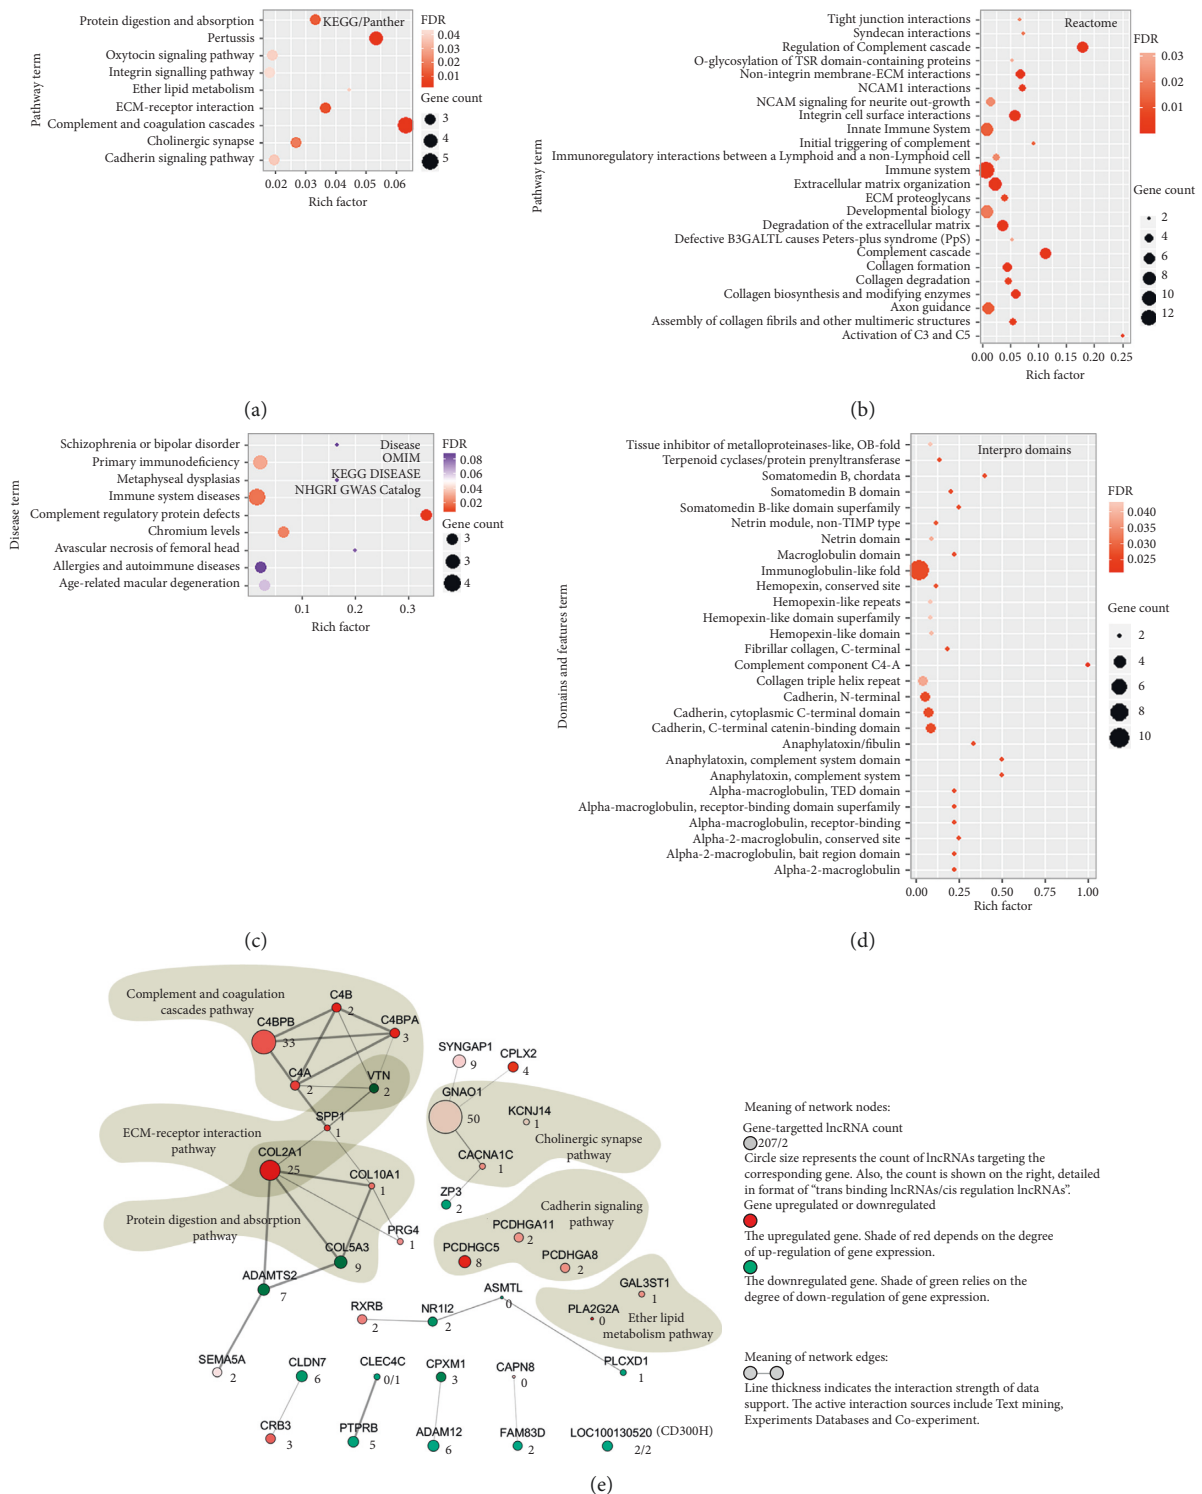 Protein digestion and absorption
Pertussis
Oxytocin signaling pathway
Integrin signalling pathway
Ether lipid metabolism
ECM-receptor interaction
Complement and coagulation cascades
Cholinergic synapse
Cadherin signaling pathway
Pathway term
KEGG/Panther
0.02 0.03 0.04 0.05 0.06
Rich factor
FDR
0.04
0.03
0.02
0.01
Gene count
3
4
5
(a)
Tight junction interactions
Syndecan interactions
Regulation of Complement cascade
O-glycosylation of TSR domain-containing proteins
Non-integrin membrane-ECM interactions
NCAM1 interactions
NCAM signaling for neurite out-growth
Integrin cell surface interactions
Innate Immune System
Initial triggering of complement
Immunoregulatory interactions between a Lymphoid and a non-Lymphoid cell
Immune system
Extracellular matrix organization
ECM proteoglycans
Developmental biology
Degradation of the extracellular matrix
Defective B3GALTL causes Peters-plus syndrome (PpS)
Complement cascade
Collagen formation
Collagen degradation
Collagen biosynthesis and modifying enzymes
Axon guidance
Assembly of collagen fibrils and other multimeric structures
Activation of C3 and C5
Pathway term
Reactome
0.00 0.05 0.10 0.15 0.20 0.25
Rich factor
FDR
0.03
0.02
0.01
Gene count
2
4
6
8
10
12
(b)
Schizophrenia or bipolar disorder
Primary immunodeficiency
Metaphyseal dysplasias
Immune system diseases
Complement regulatory protein defects
Chromium levels
Avascular necrosis of femoral head
Allergies and autoimmune diseases
Age-related macular degeneration
Disease term
Disease
OMIM
KEGG DISEASE
NHGRI GWAS Catalog
0.1 0.2 0.3
Rich factor
FDR
0.08
0.06
0.04
0.02
Gene count
3
3
4
(c)
Tissue inhibitor of metalloproteinases-like, OB-fold
Terpenoid cyclases/protein prenyltransferase
Somatomedin B, chordata
Somatomedin B domain
Somatomedin B-like domain superfamily
Netrin module, non-TIMP type
Netrin domain
Macroglobulin domain
Immunoglobulin-like fold
Hemopexin, conserved site
Hemopexin-like repeats
Hemopexin-like domain superfamily
Hemopexin-like domain
Fibrillar collagen, C-terminal
Complement component C4-A
Collagen triple helix repeat
Cadherin, N-terminal
Cadherin, cytoplasmic C-terminal domain
Cadherin, C-terminal catenin-binding domain
Anaphylatoxin/fibulin
Anaphylatoxin, complement system domain
Anaphylatoxin, complement system
Alpha-macroglobulin, TED domain
Alpha-macroglobulin, receptor-binding domain superfamily
Alpha-macroglobulin, receptor-binding
Alpha-2-macroglobulin, conserved site
Alpha-2-macroglobulin, bait region domain
Alpha-2-macroglobulin
Domains and features term
Interpro domains
0.00 0.25 0.50 0.75 1.00
Rich factor
FDR
0.040
0.035
0.030
0.025
Gene count
2
4
6
8
10
(d)
Complement and coagulation
cascades pathway
C4B
2
C4BPB
33
C4BPA
3
C4A
2
VTN
2
SPP1
1
ECM-receptor interaction
pathway
COL2A1
25
COL10A1
1
Protein digestion and absorption
pathway
PRG4
1
COL5A3
9
ADAMTS2
7
SEMA5A
2
SYNGAP1
9
CPLX2
4
GNAO1
50
KCNJ14
1
Cholinergic synapse
pathway
CACNA1C
1
ZP3
2
Cadherin signaling
pathway
PCDHGA11
2
PCDHGC5
8
PCDHGA8
2
GAL3ST1
1
PLA2G2A
0
Ether lipid
metabolism pathway
ASMTL
0
RXRB
2
NR1I2
2
PLCXD1
1
CLDN7
6
CLEC4C
0/1
CPXM1
3
CAPN8
0
CRB3
3
PTPRB
5
ADAM12
6
FAM83D
2
LOC100130520 (CD300H)
2/2
Meaning of network nodes:
Gene-targetted lncRNA count
207/2
Circle size represents the count of lncRNAs targeting the
corresponding gene. Also, the count is shown on the right, detailed
in format of “trans binding lncRNAs/cis regulation lncRNAs”.
Gene upregulated or downregulated
The upregulated gene. Shade of red depends on the degree
of up-regulation of gene expression.
The downregulated gene. Shade of green relies on the
degree of down-regulation of gene expression.
Meaning of network edges:
Line thickness indicates the interaction strength of data
support. The active interaction sources include Text mining,
Experiments Databases and Co-experiment.
(e)